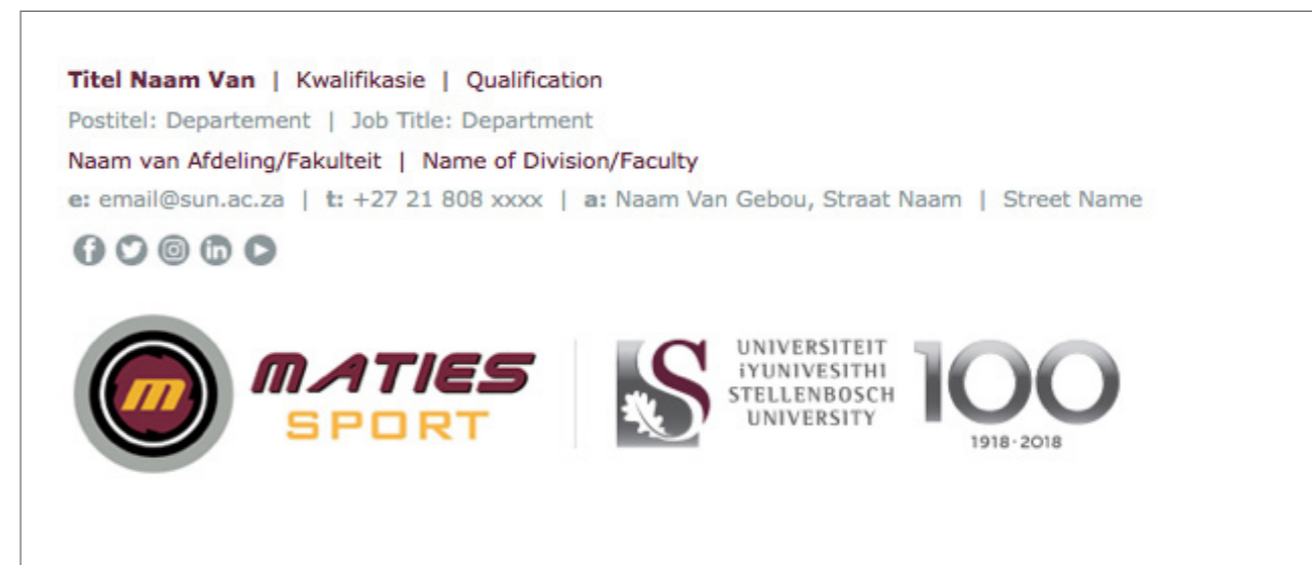 Titel Naam Van | Kwalifikasie | Qualification
Postitel: Departement | Job Title: Department
Naam van Afdeling/Fakulteit | Name of Division/Faculty
e: email@sun.ac.za | t: +27 21 808 xxxx | a: Naam Van Gebou, Straat Naam | Street Name
f in
m
MATIES
SPORT
S
UNIVERSITEIT
iYUNIVESITHI
STELLENBOSCH
UNIVERSITY
100
1918·2018